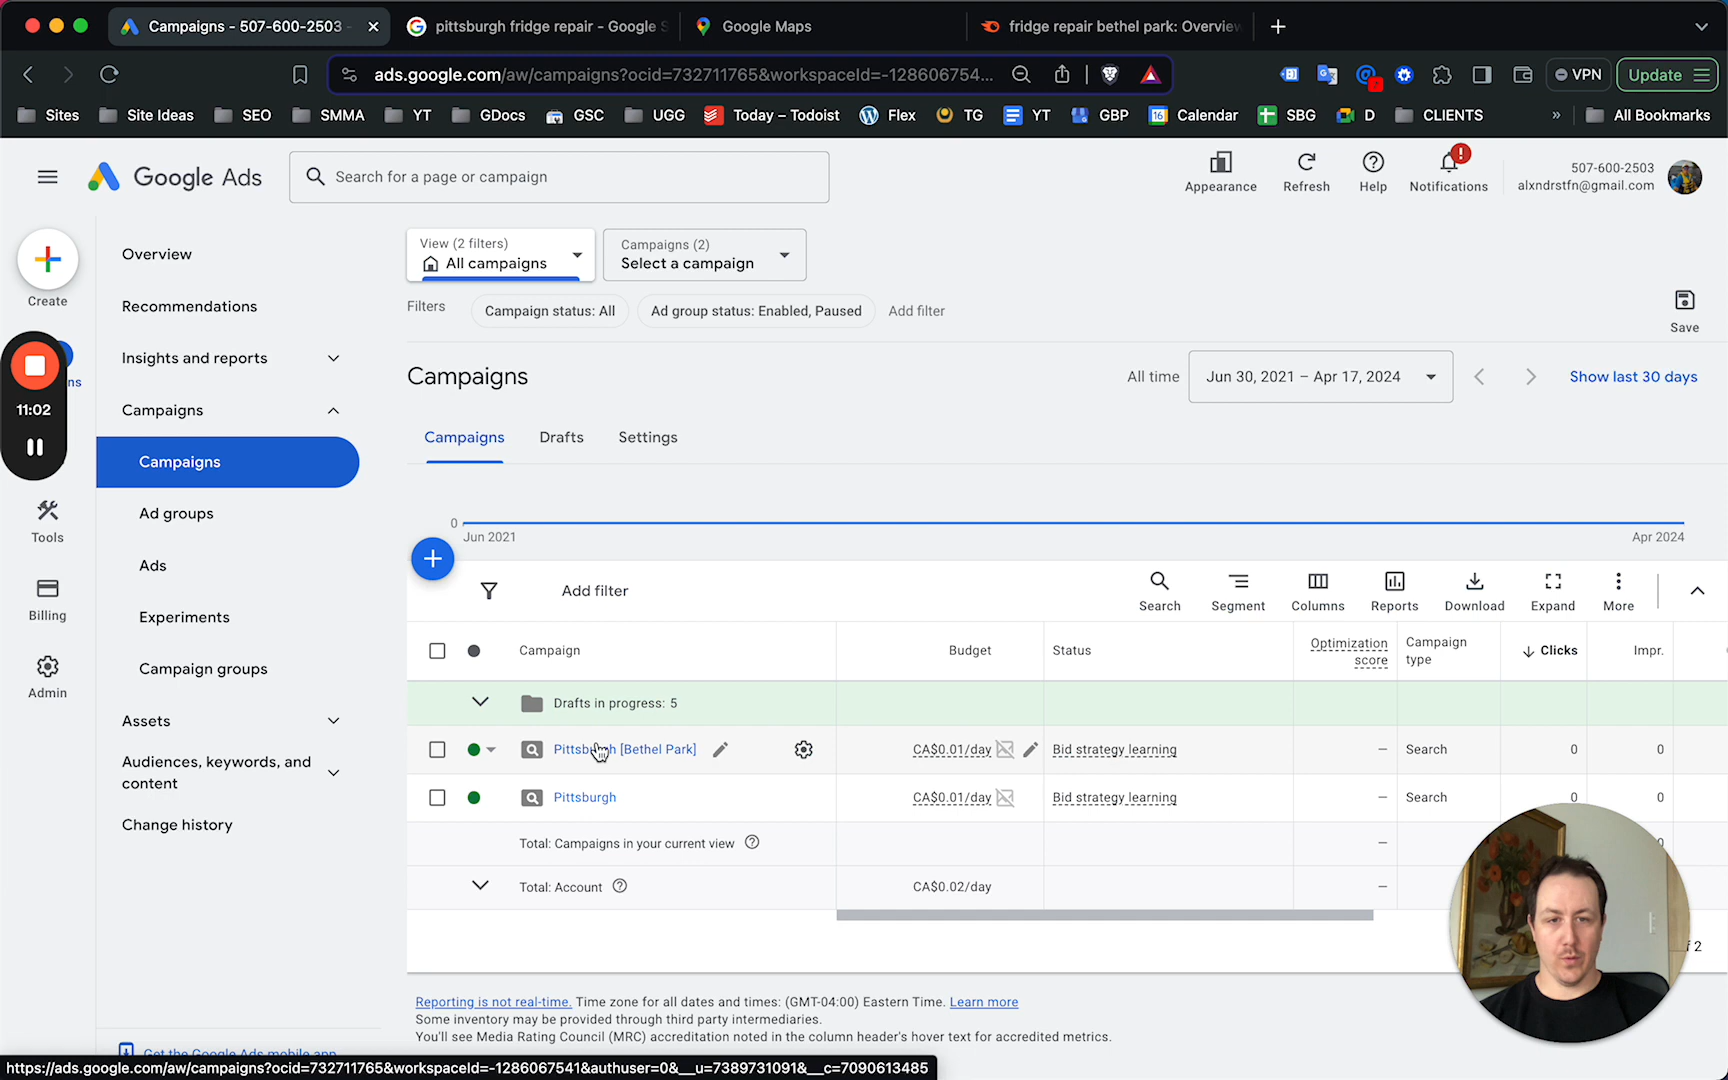 Campaigns - 507-600-2503 -
pittsburgh fridge repair - Google S
Google Maps
fridge repair bethel park: Overview
ads.google.com/aw/campaigns?ocid=732711765&workspaceId=-128606754...
VPN
Update
Sites
Site Ideas
SEO
SMMA
YT
GDocs
GSC
UGG
Today – Todoist
Flex
TG
YT
GBP
16
Calendar
SBG
D
CLIENTS
»
All Bookmarks
Google Ads
Search for a page or campaign
Appearance
Refresh
Help
Notifications
507-600-2503
alxndrstfn@gmail.com
Create
11:02
ns
Tools
Billing
Admin
Overview
Recommendations
Insights and reports
Campaigns
Campaigns
Ad groups
Ads
Experiments
Campaign groups
Assets
Audiences, keywords, and
content
Change history
Get the Google Ads mobile app
View (2 filters)
All campaigns
Campaigns (2)
Select a campaign
Filters
Campaign status: All
Ad group status: Enabled, Paused
Add filter
Save
Campaigns
All time
Jun 30, 2021 – Apr 17, 2024
Show last 30 days
Campaigns
Drafts
Settings
0
Jun 2021
Apr 2024
Add filter
Search
Segment
Columns
Reports
Download
Expand
More
Campaign
Budget
Status
Optimization
score
Campaign
type
Clicks
Impr.
Drafts in progress: 5
Pittsburgh [Bethel Park]
CA$0.01/day
Bid strategy learning
–
Search
0
0
Pittsburgh
CA$0.01/day
Bid strategy learning
–
Search
0
0
Total: Campaigns in your current view
–
Total: Account
CA$0.02/day
–
f 2
Reporting is not real-time. Time zone for all dates and times: (GMT-04:00) Eastern Time. Learn more
Some inventory may be provided through third party intermediaries.
You'll see Media Rating Council (MRC) accreditation noted in the column header's hover text for accredited metrics.
https://ads.google.com/aw/campaigns?ocid=732711765&workspaceId=-1286067541&authuser=0&__u=7389731091&__c=7090613485